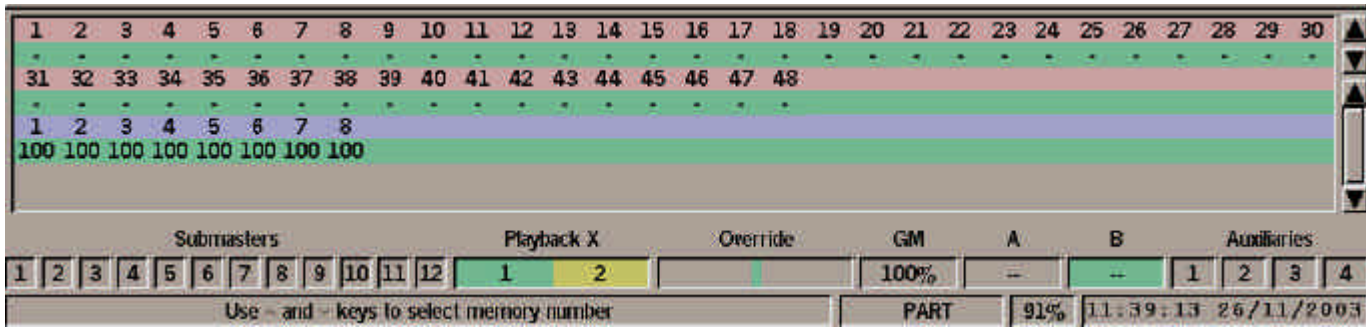 1 2 3 4 5 6 7 8 9 10 11 12 13 14 15 16 17 18 19 20 21 22 23 24 25 26 27 28 29 30
- - - - - - - - - - - - - - - - - - - - - - - - - - - - - -
31 32 33 34 35 36 37 38 39 40 41 42 43 44 45 46 47 48
- - - - - - - - - - - - - - - - - -
1 2 3 4 5 6 7 8
100 100 100 100 100 100 100 100
Submasters Playback X Override GM A B Auxiliaries
1 2 3 4 5 6 7 8 9 10 11 12 1 2 100% -- -- 1 2 3 4
Use - and - keys to select memory number PART 91% 11:39:13 26/11/2003